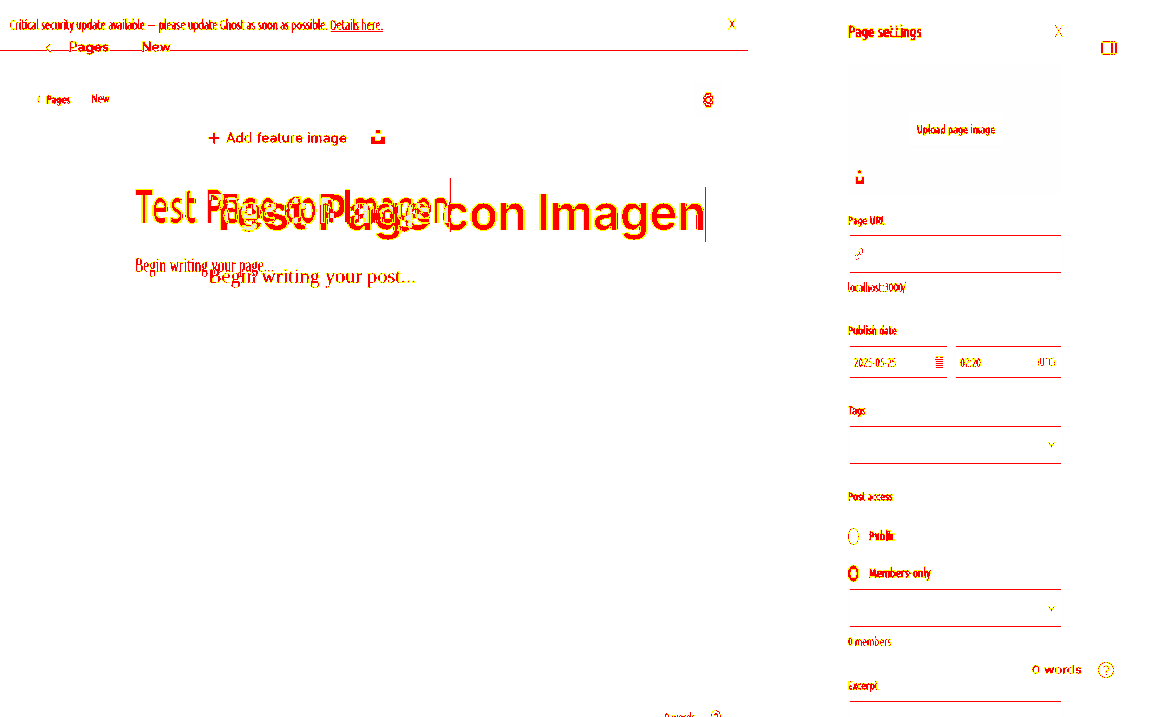 Critical security update available — please update Ghost as soon as possible. Details here. X
Pages New
Pages New
+ Add feature image
Test Page con Imagen
Test Page con Imagen
Begin writing your page...
Begin writing your post...
0 words ?
Page settings X
Upload page image
Page URL
localhost:3000/
Publish date
02:20 (UTC)
Tags
Post access
Public
Members-only
0 members
0 words ?
Excerpt